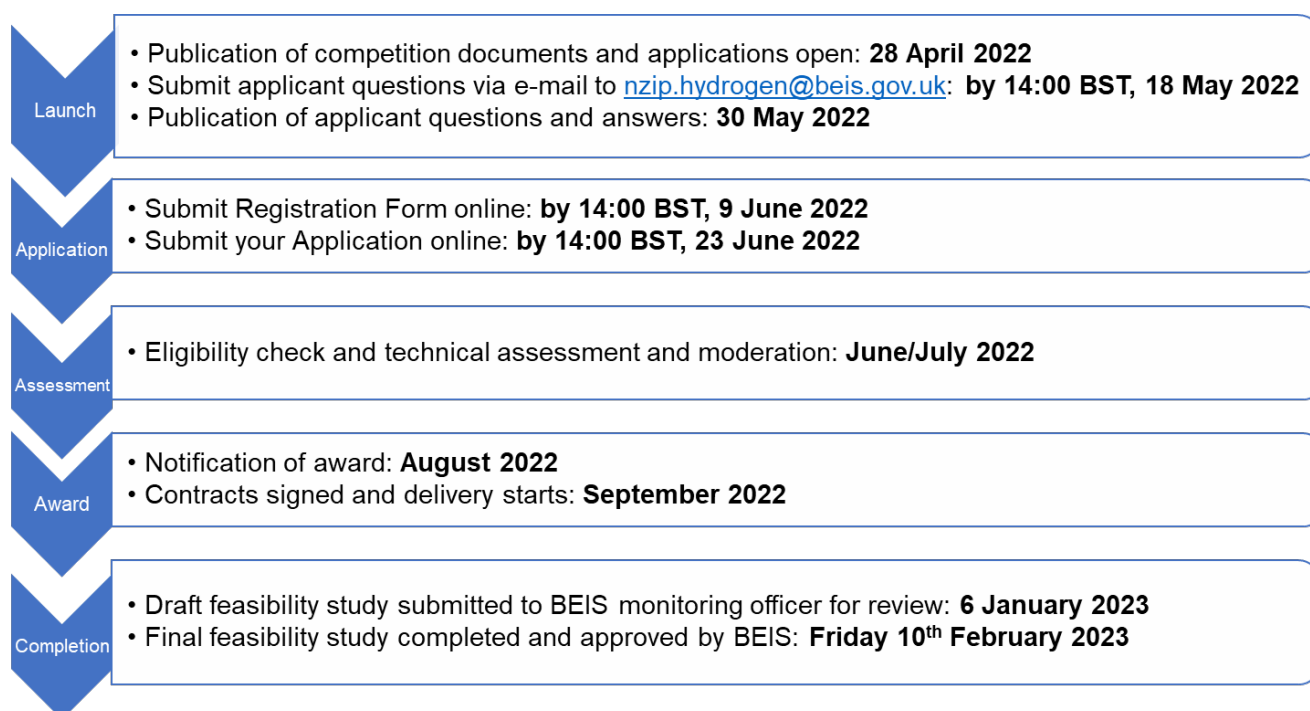 Launch
• Publication of competition documents and applications open: 28 April 2022
• Submit applicant questions via e-mail to nzip.hydrogen@beis.gov.uk: by 14:00 BST, 18 May 2022
• Publication of applicant questions and answers: 30 May 2022
Application
• Submit Registration Form online: by 14:00 BST, 9 June 2022
• Submit your Application online: by 14:00 BST, 23 June 2022
Assessment
• Eligibility check and technical assessment and moderation: June/July 2022
Award
• Notification of award: August 2022
• Contracts signed and delivery starts: September 2022
Completion
• Draft feasibility study submitted to BEIS monitoring officer for review: 6 January 2023
• Final feasibility study completed and approved by BEIS: Friday 10th February 2023